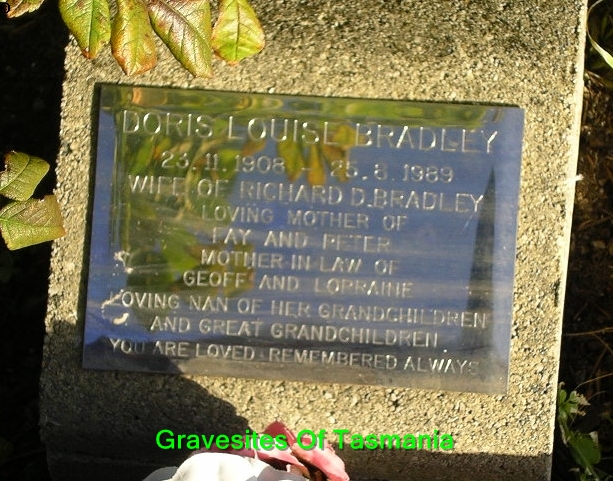 DORIS LOUISE BRADLEY
23.11.1908 - 25.8.1989
WIFE OF RICHARD D.BRADLEY
LOVING MOTHER OF
FAY AND PETER
MOTHER-IN-LAW OF
GEOFF AND LORRAINE
LOVING NAN OF HER GRANDCHILDREN
AND GREAT GRANDCHILDREN
YOU ARE LOVED & REMEMBERED ALWAYS
Gravesites Of Tasmania